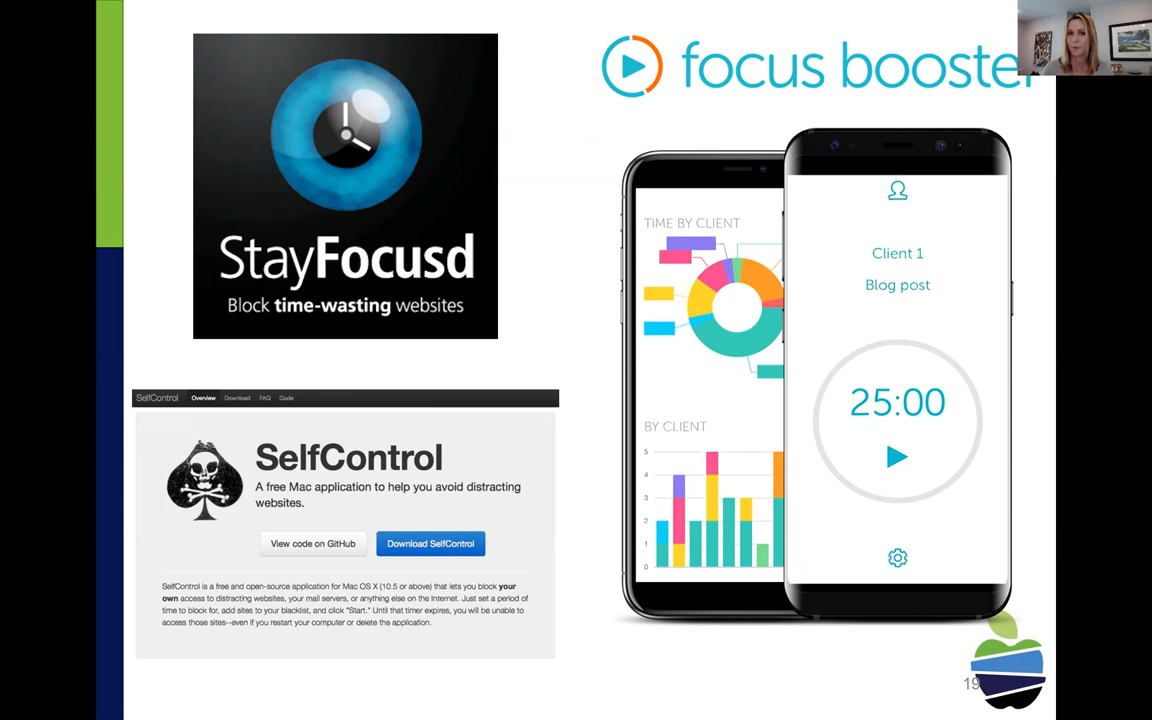 StayFocusd
Block time-wasting websites
focus booster
TIME BY CLIENT
BY CLIENT
5
4
3
2
1
0
Client 1
Blog post
25:00
SelfControl
Overview
Download
FAQ
Code
SelfControl
A free Mac application to help you avoid distracting
websites.
View code on GitHub
Download SelfControl
SelfControl is a free and open-source application for Mac OS X (10.5 or above) that lets you block your
own access to distracting websites, your mail servers, or anything else on the Internet. Just set a period of
time to block for, add sites to your blacklist, and click "Start." Until that timer expires, you will be unable to
access those sites--even if you restart your computer or delete the application.
19